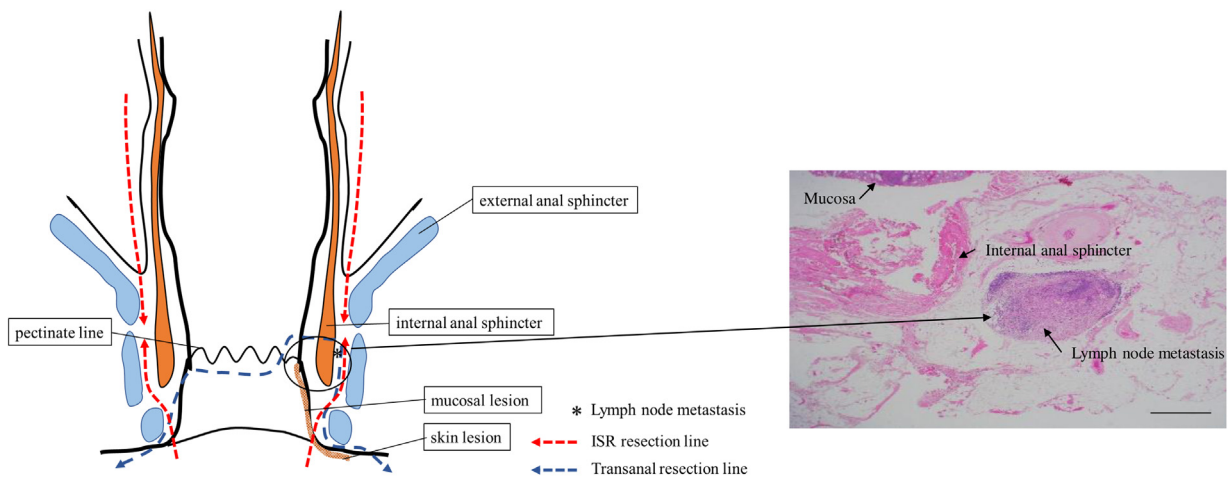 external anal sphincter
pectinate line
internal anal sphincter
mucosal lesion
skin lesion
* Lymph node metastasis
ISR resection line
Transanal resection line
*
Mucosa
Internal anal sphincter
Lymph node metastasis